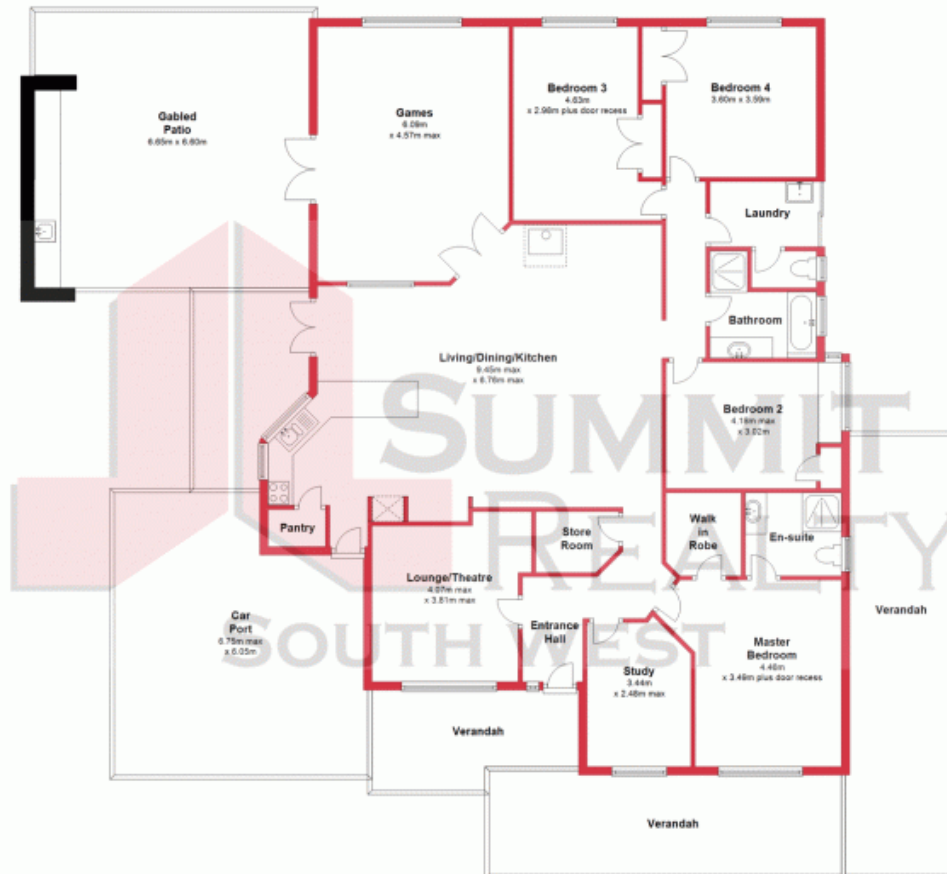 Gabled
Patio
6.65m x 6.60m
Games
6.09m
x 4.57m max
Bedroom 3
4.63m
x 2.96m plus door recess
Bedroom 4
3.60m x 3.59m
Laundry
Bathroom
Living/Dining/Kitchen
9.45m max
x 6.76m max
Bedroom 2
4.18m max
x 3.02m
SUMMIT
REALTY
SOUTH WEST
Pantry
Store
Room
Walk
in
Robe
En-suite
Lounge/Theatre
4.07m max
x 3.81m max
Car
Port
6.75m max
x 6.05m
Entrance
Hall
Study
3.44m
x 2.48m max
Master
Bedroom
4.46m
x 3.49m plus door recess
Verandah
Verandah
Verandah